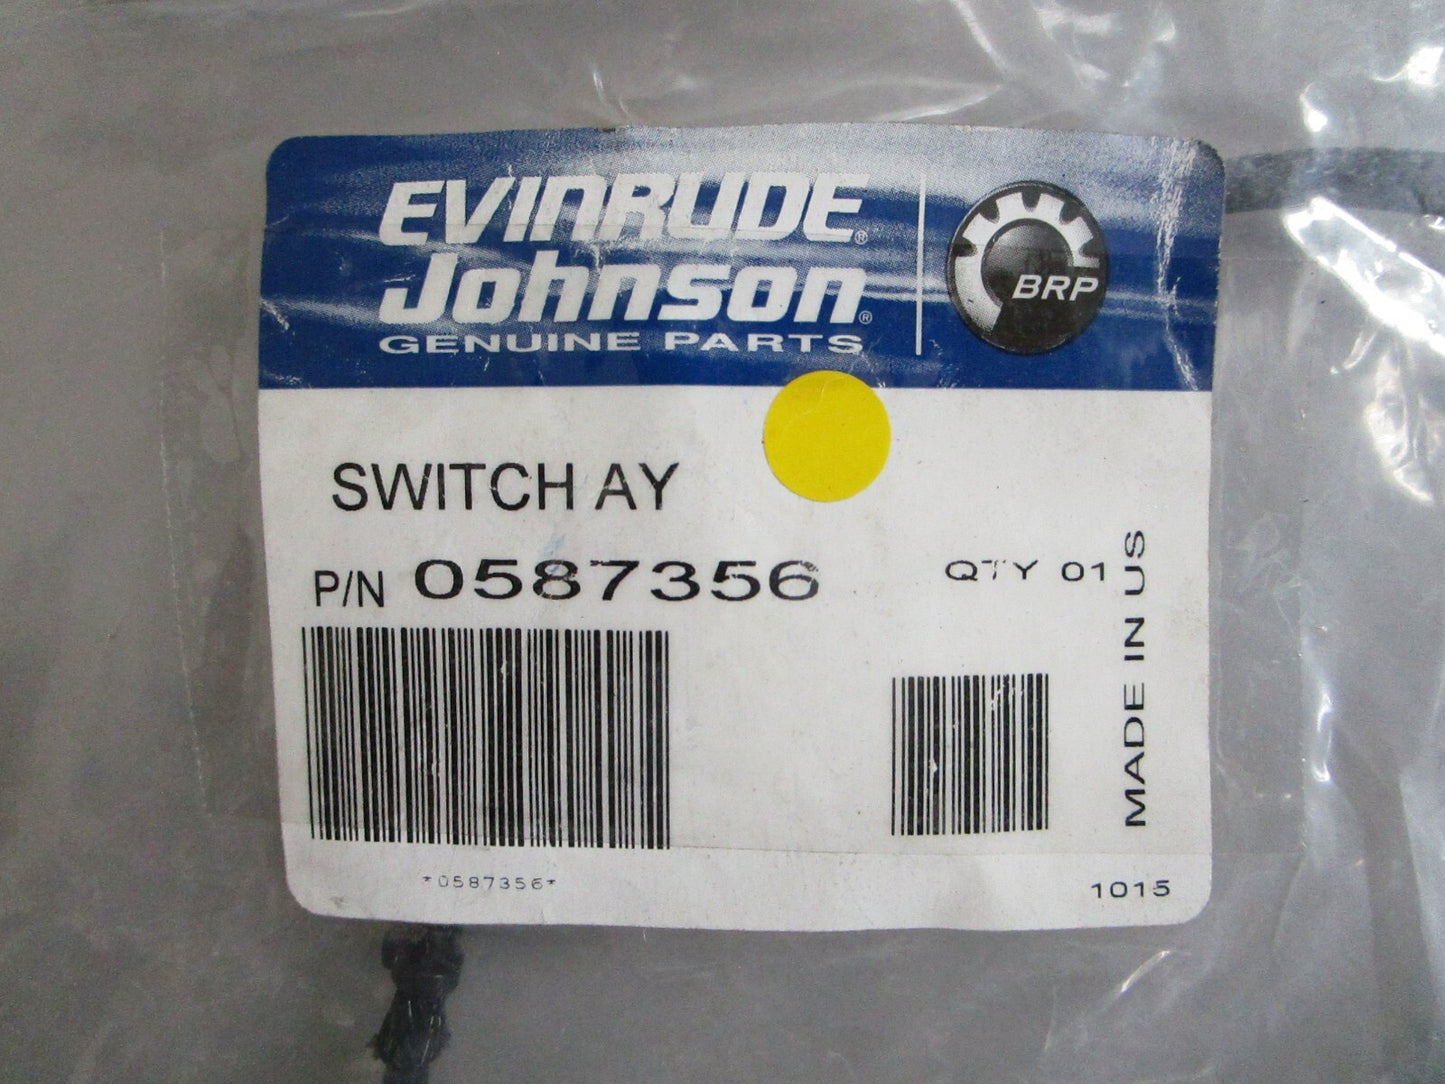 EVINRUDE®
Johnson®
GENUINE PARTS
BRP
SWITCH AY
P/N 0587356
QTY 01
MADE IN US
*0587356*
1015